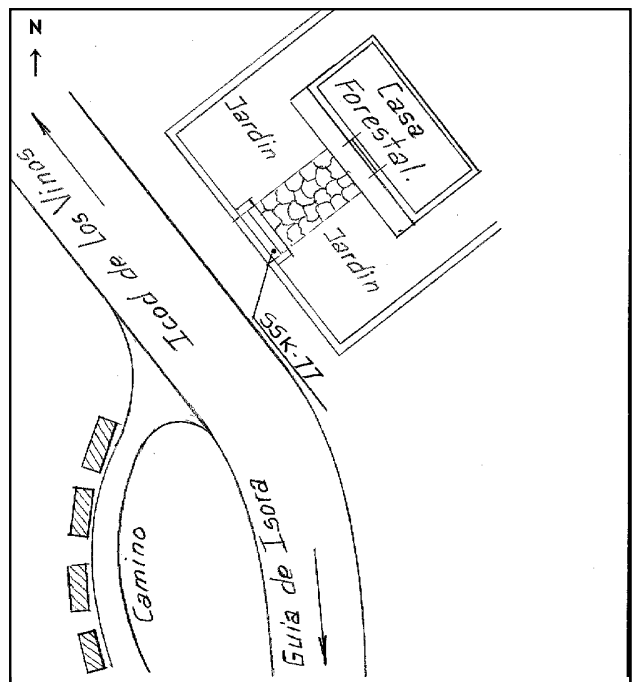 N
Casa
Forestal.
Jardin
Jardin
Icod de Los Vinos
SSK-77
Guia de Isora
Camino